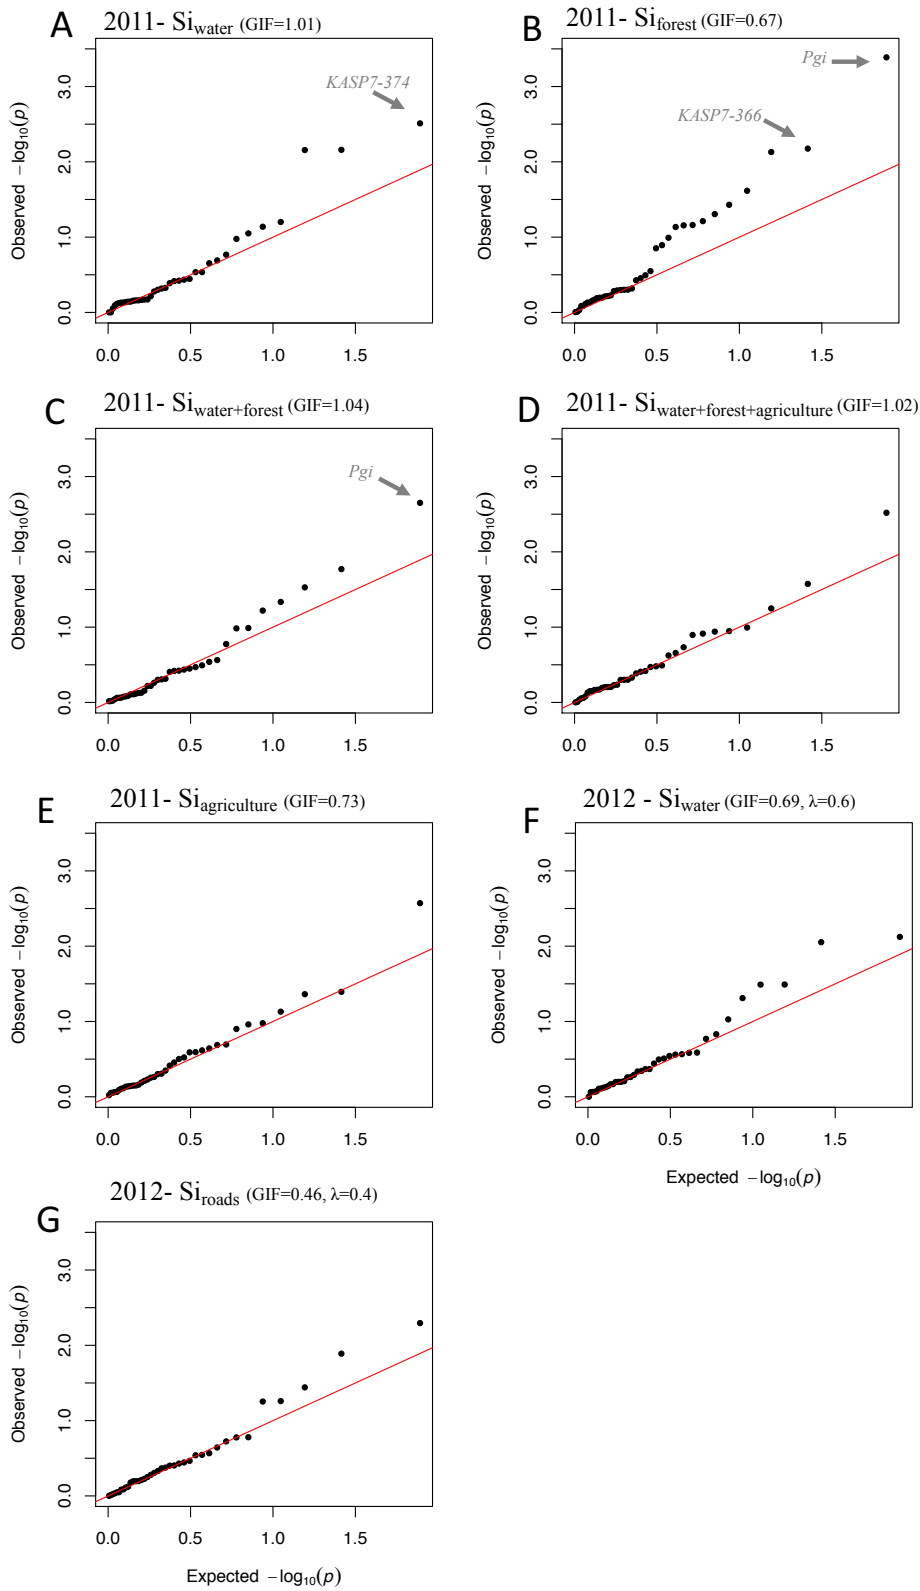 A 2011- Siwater (GIF=1.01)
Observed −log10(p)
0.0 1.0 2.0 3.0
KASP7-374
0.0 0.5 1.0 1.5
B 2011- Siforest (GIF=0.67)
Observed −log10(p)
0.0 1.0 2.0 3.0
Pgi
KASP7-366
0.0 0.5 1.0 1.5
C 2011- Siwater+forest (GIF=1.04)
Observed −log10(p)
0.0 1.0 2.0 3.0
Pgi
0.0 0.5 1.0 1.5
D 2011- Siwater+forest+agriculture (GIF=1.02)
Observed −log10(p)
0.0 1.0 2.0 3.0
0.0 0.5 1.0 1.5
E 2011- Siagriculture (GIF=0.73)
Observed −log10(p)
0.0 1.0 2.0 3.0
0.0 0.5 1.0 1.5
F 2012 - Siwater (GIF=0.69, λ=0.6)
Observed −log10(p)
0.0 1.0 2.0 3.0
0.0 0.5 1.0 1.5
Expected −log10(p)
G 2012- Siroads (GIF=0.46, λ=0.4)
Observed −log10(p)
0.0 1.0 2.0 3.0
0.0 0.5 1.0 1.5
Expected −log10(p)